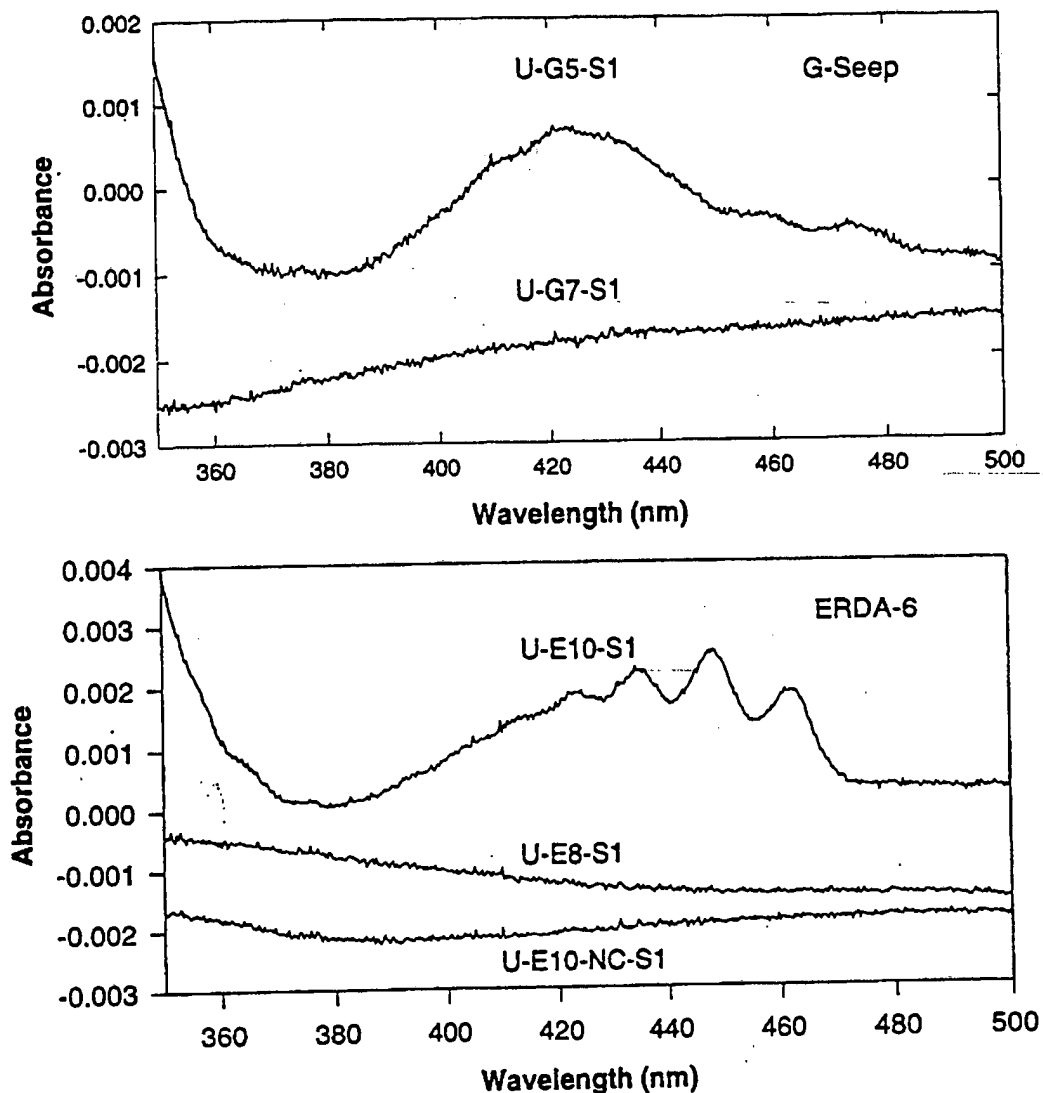 0.002
U-G5-S1 G-Seep
0.001
0.000
Absorbance
-0.001
U-G7-S1
-0.002
-0.003
360 380 400 420 440 460 480 500
Wavelength (nm)
0.004
ERDA-6
0.003
U-E10-S1
0.002
0.001
Absorbance
0.000
U-E8-S1
-0.001
-0.002
U-E10-NC-S1
-0.003
360 380 400 420 440 460 480 500
Wavelength (nm)